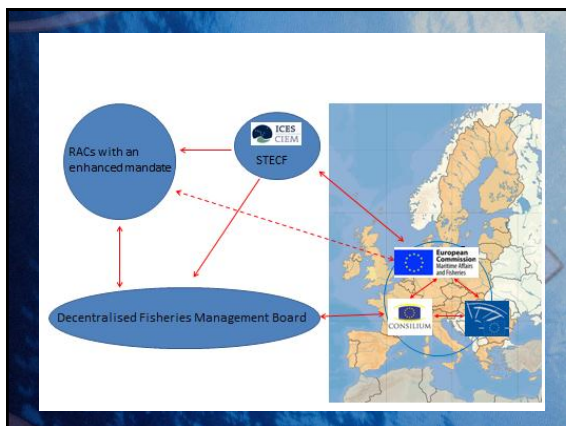 RACs with an
enhanced mandate
ICES
CIEM
STECF
European
Commission
Maritime Affairs
and Fisheries
Decentralised Fisheries Management Board
CONSILIUM